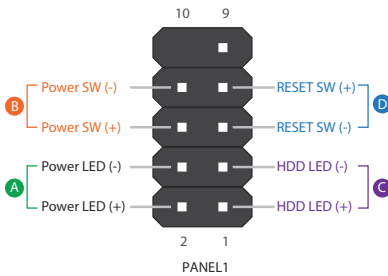 10 9
Power SW (-) RESET SW (+)
B D
Power SW (+) RESET SW (-)
Power LED (-) HDD LED (-)
A C
Power LED (+) HDD LED (+)
2 1
PANEL1